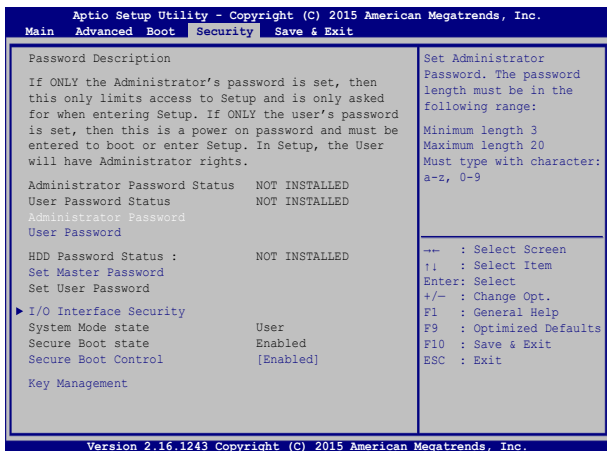 Aptio Setup Utility - Copyright (C) 2015 American Megatrends, Inc.
Main Advanced Boot Security Save & Exit
Password Description
If ONLY the Administrator's password is set, then
this only limits access to Setup and is only asked
for when entering Setup. If ONLY the user's password
is set, then this is a power on password and must be
entered to boot or enter Setup. In Setup, the User
will have Administrator rights.
Administrator Password Status NOT INSTALLED
User Password Status NOT INSTALLED
Administrator Password
User Password
HDD Password Status : NOT INSTALLED
Set Master Password
Set User Password
I/O Interface Security
System Mode state User
Secure Boot state Enabled
Secure Boot Control [Enabled]
Key Management
Set Administrator
Password. The password
length must be in the
following range:
Minimum length 3
Maximum length 20
Must type with character:
a-z, 0-9
→← : Select Screen
↑↓ : Select Item
Enter: Select
+/— : Change Opt.
F1 : General Help
F9 : Optimized Defaults
F10 : Save & Exit
ESC : Exit
Version 2.16.1243 Copyright (C) 2015 American Megatrends, Inc.